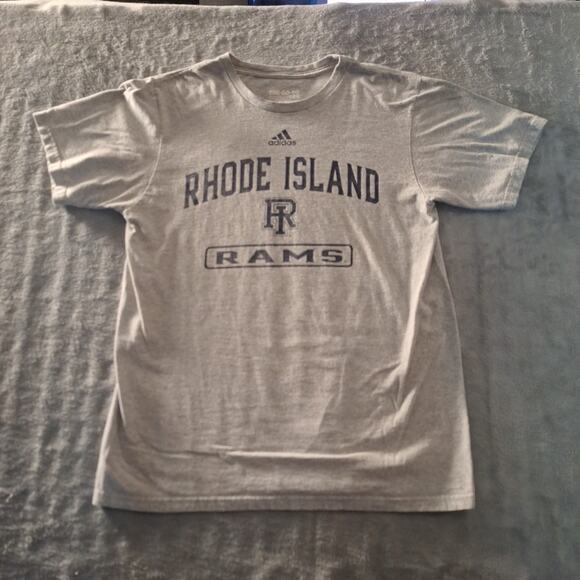 adidas
RHODE ISLAND
RI
RAMS